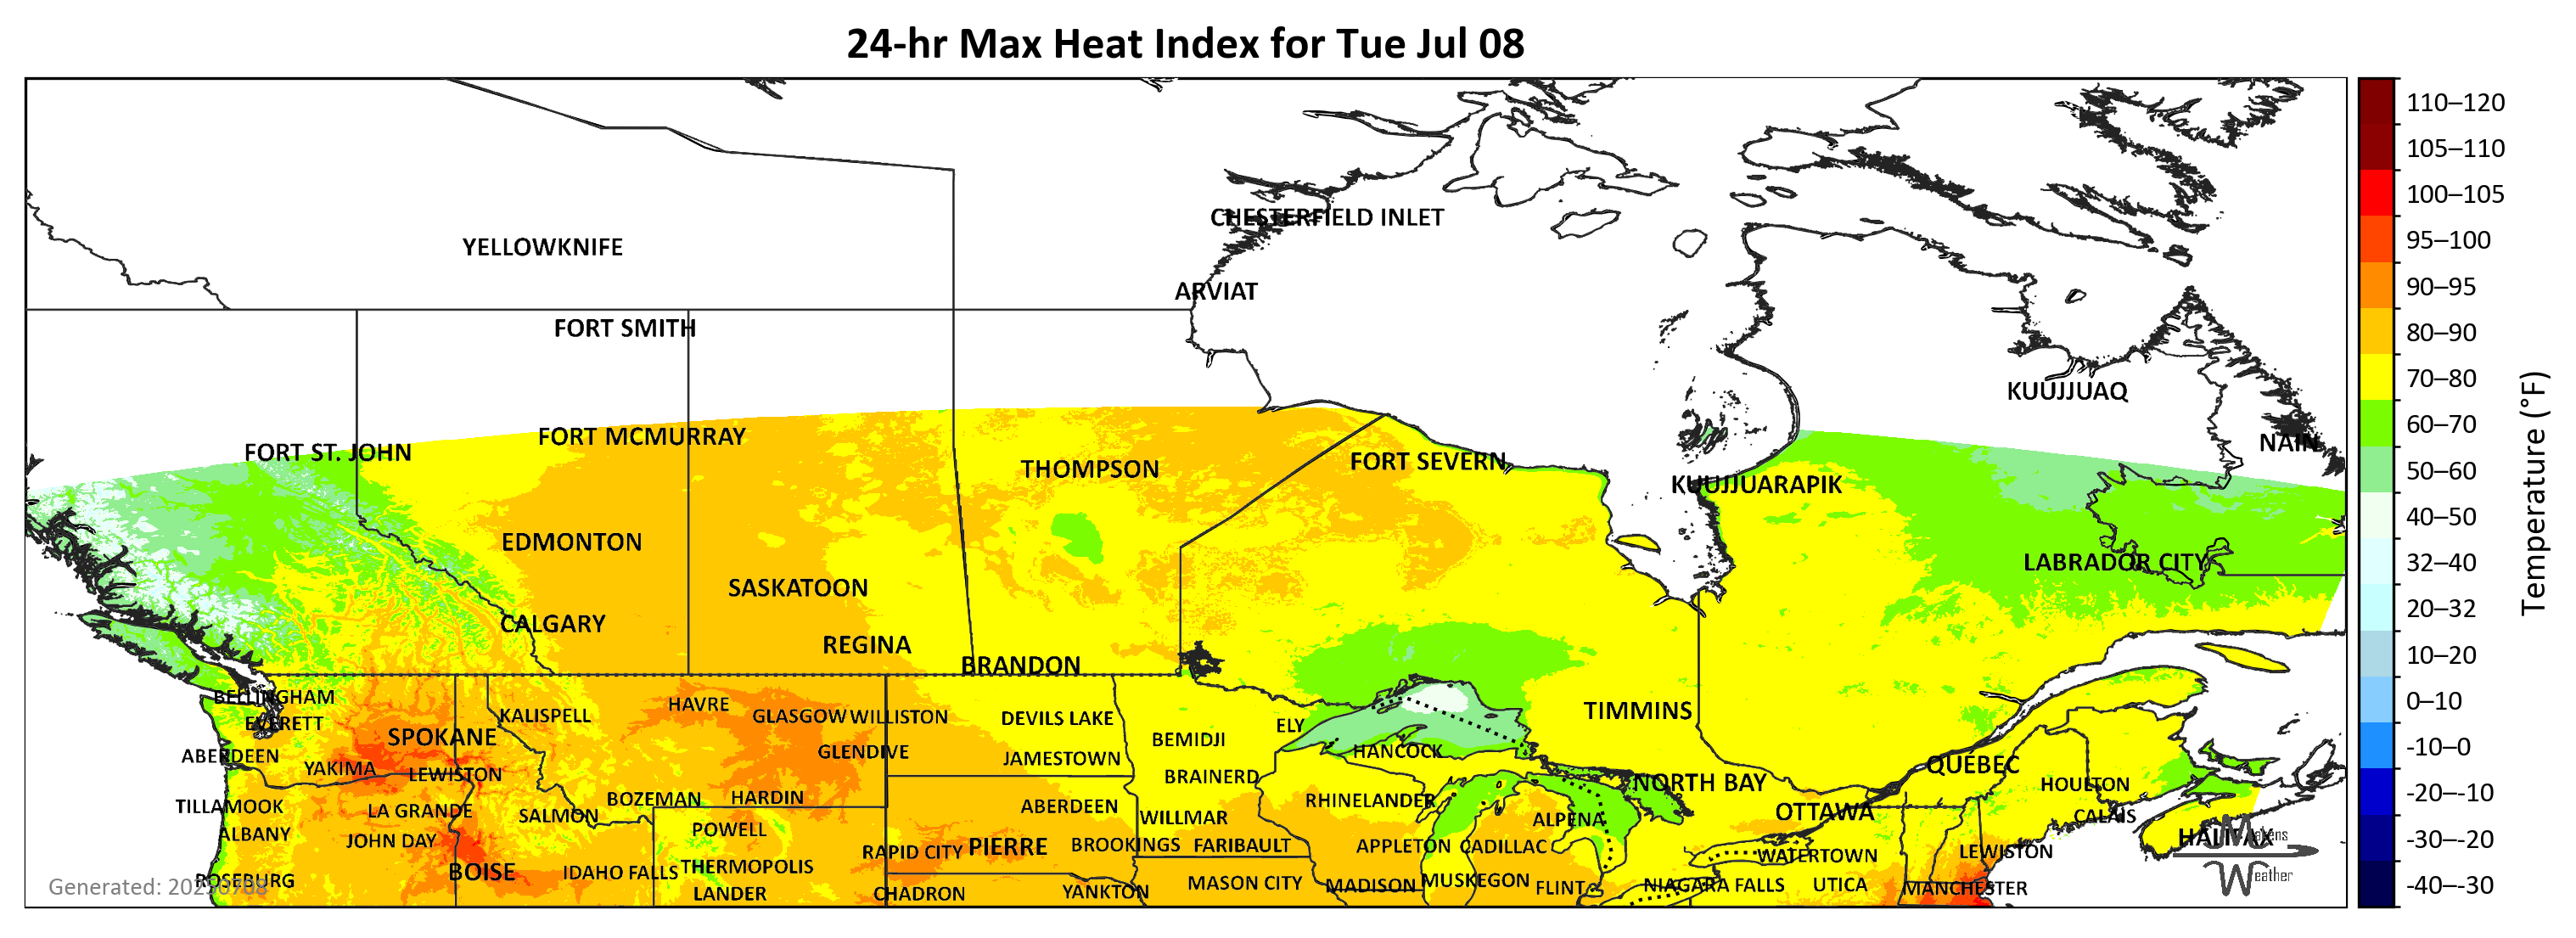 24-hr Max Heat Index for Tue Jul 08
110–120
105–110
CHESTERFIELD INLET
100–105
YELLOWKNIFE
95–100
ARVIAT
90–95
FORT SMITH
80–90
70–80
KUUJJUAQ
60–70
FORT ST. JOHN
FORT MCMURRAY
NAIN
THOMPSON
FORT SEVERN
50–60
KUUJJUARAPIK
Temperature (°F)
40–50
EDMONTON
LABRADOR CITY
32–40
SASKATOON
20–32
CALGARY
REGINA
10–20
BRANDON
BELLINGHAM
HAVRE
0–10
KALISPELL
GLASGOW WILLISTON
DEVILS LAKE
TIMMINS
EVERETT
ELY
SPOKANE
BEMIDJI
-10–0
ABERDEEN
GLENDIVE
JAMESTOWN
HANCOCK
QUÉBEC
YAKIMA
LEWISTON
BRAINERD
NORTH BAY
HOULTON
-20–-10
TILLAMOOK
LA GRANDE
BOZEMAN
HARDIN
ABERDEEN
RHINELANDER
OTTAWA
SALMON
WILLMAR
ALPENA
CALAIS
ALBANY
JOHN DAY
POWELL
HALIFAX
Makens
-30–-20
RAPID CITY
PIERRE
BROOKINGS
FARIBAULT
APPLETON
CADILLAC
WATERTOWN
LEWISTON
BOISE
IDAHO FALLS
THERMOPOLIS
Weather
ROSEBURG
Generated: 20250708
LANDER
CHADRON
YANKTON
MASON CITY
MADISON
MUSKEGON
FLINT
NIAGARA FALLS
UTICA
MANCHESTER
-40–-30